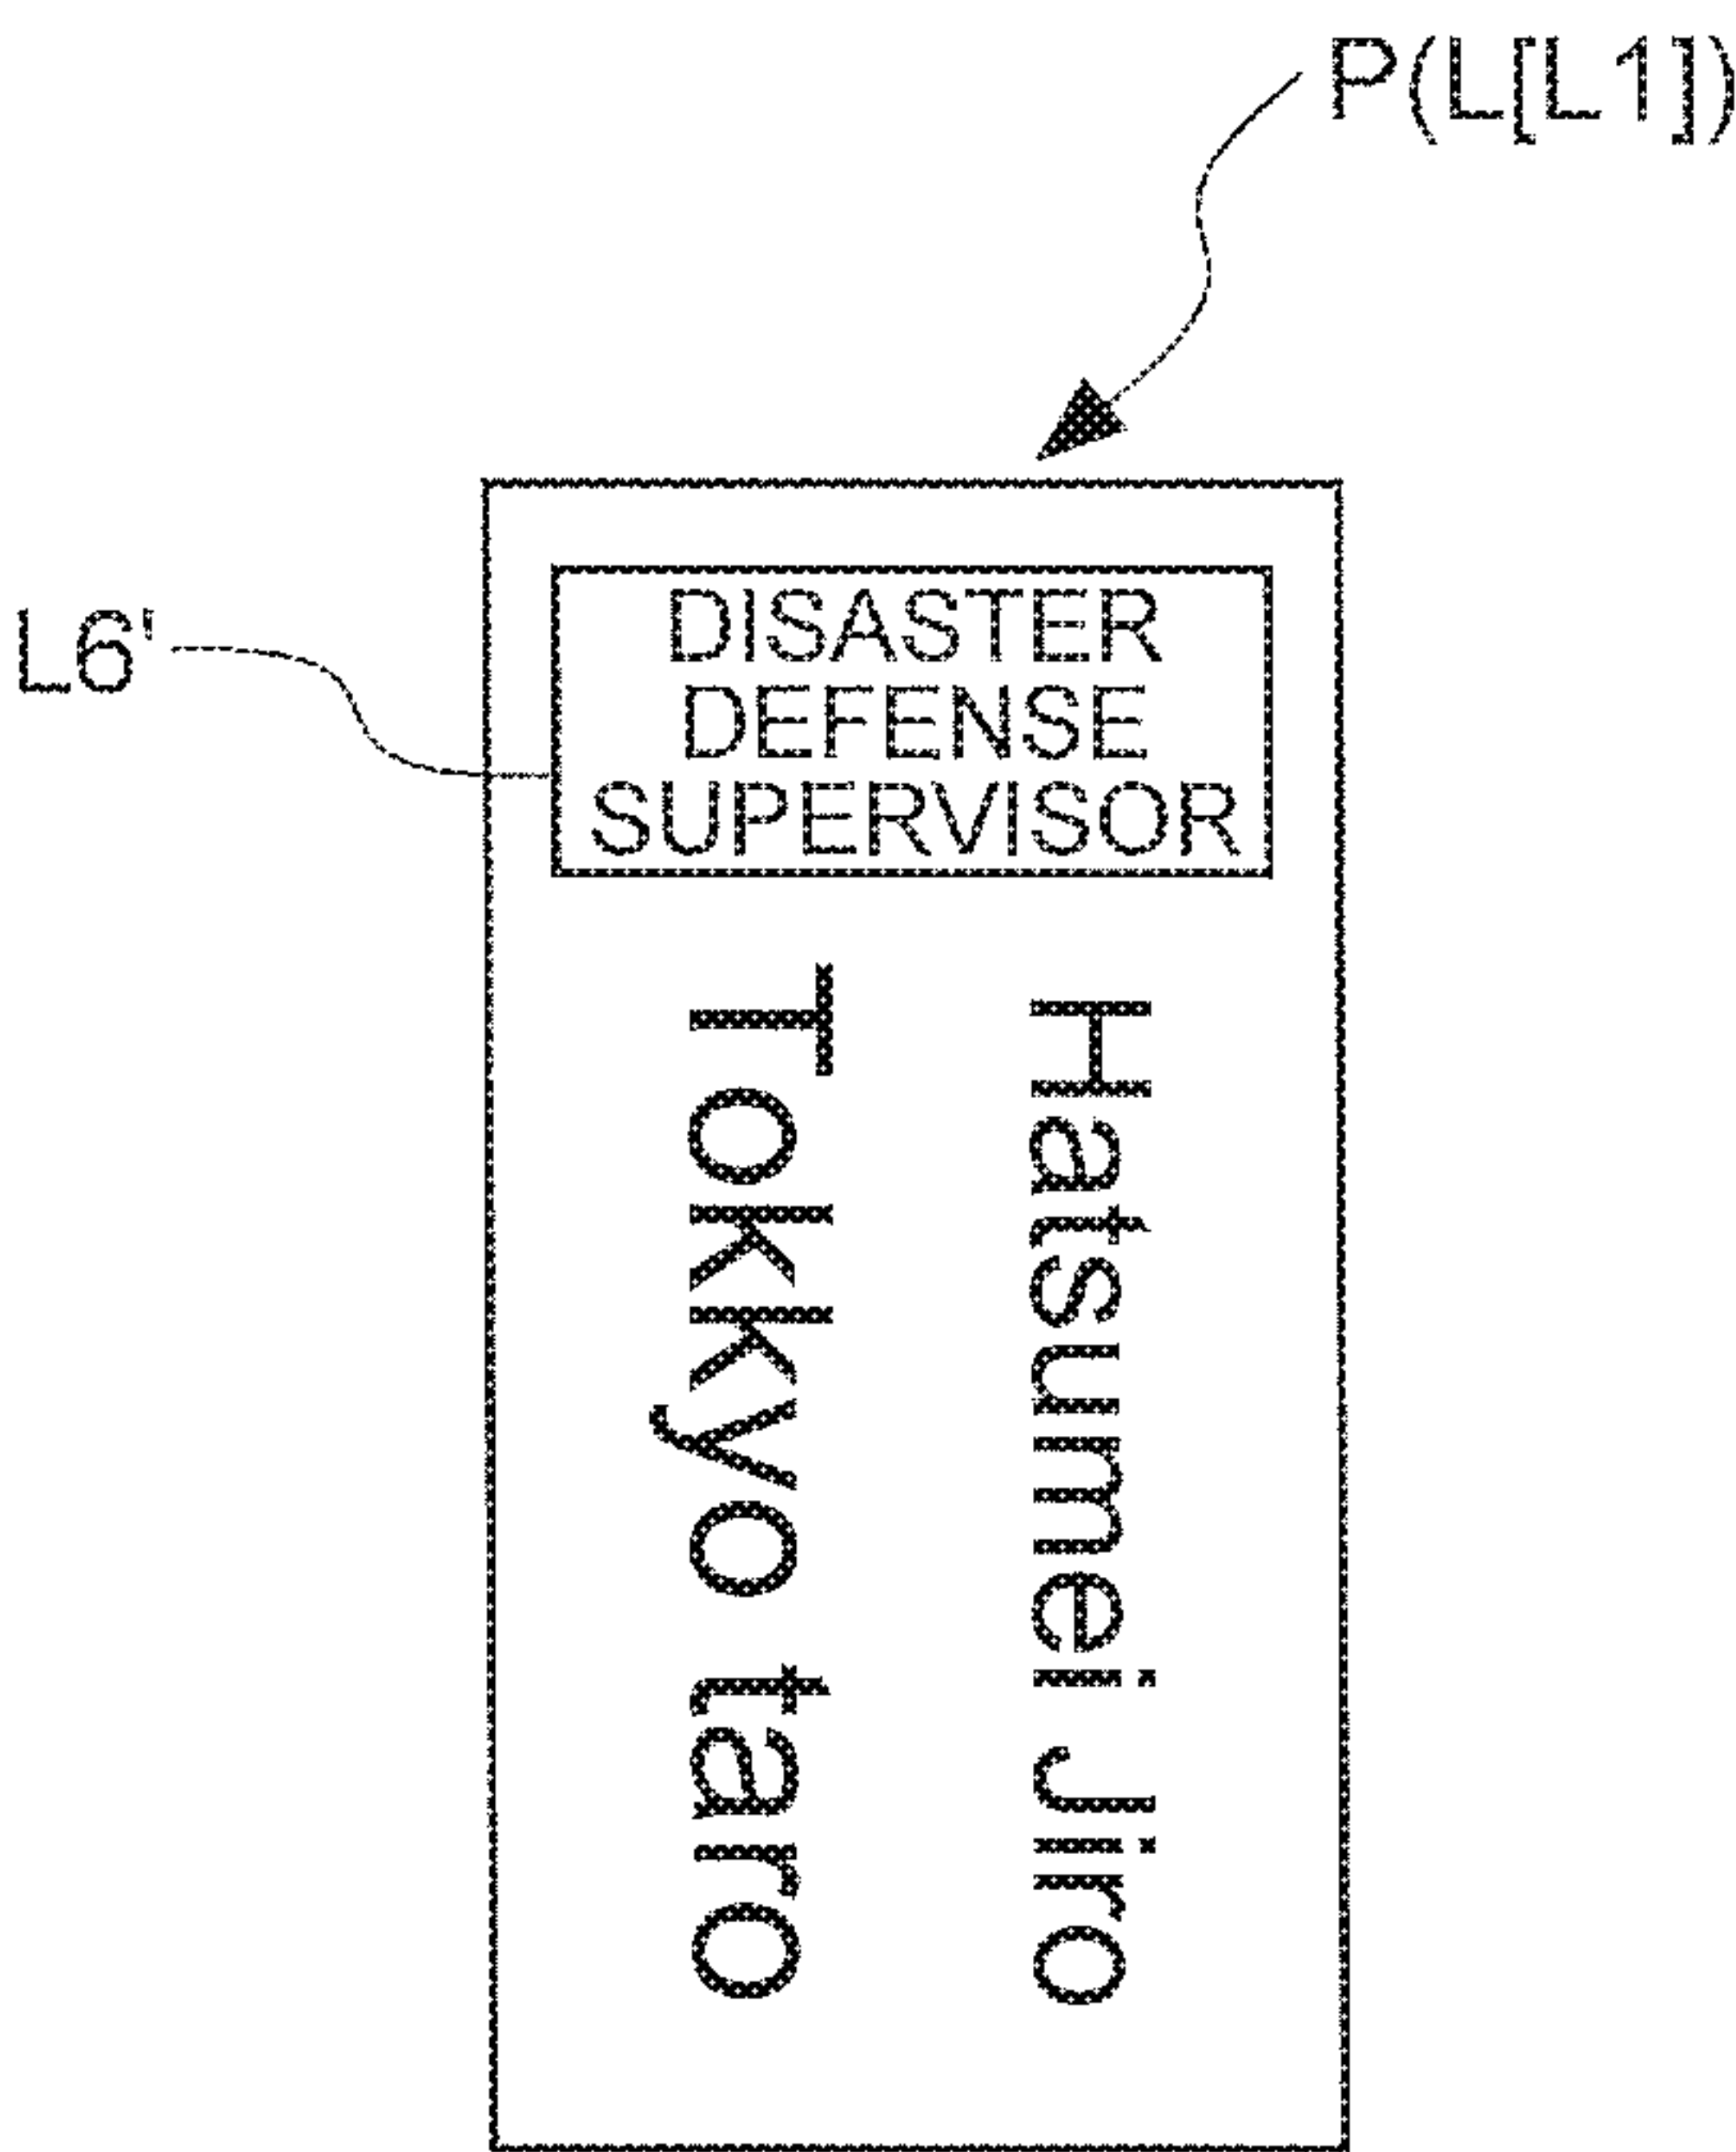 P(L[L1])
L6'
DISASTER
DEFENSE
SUPERVISOR
Hatsumei Jiro
Tokkyo taro